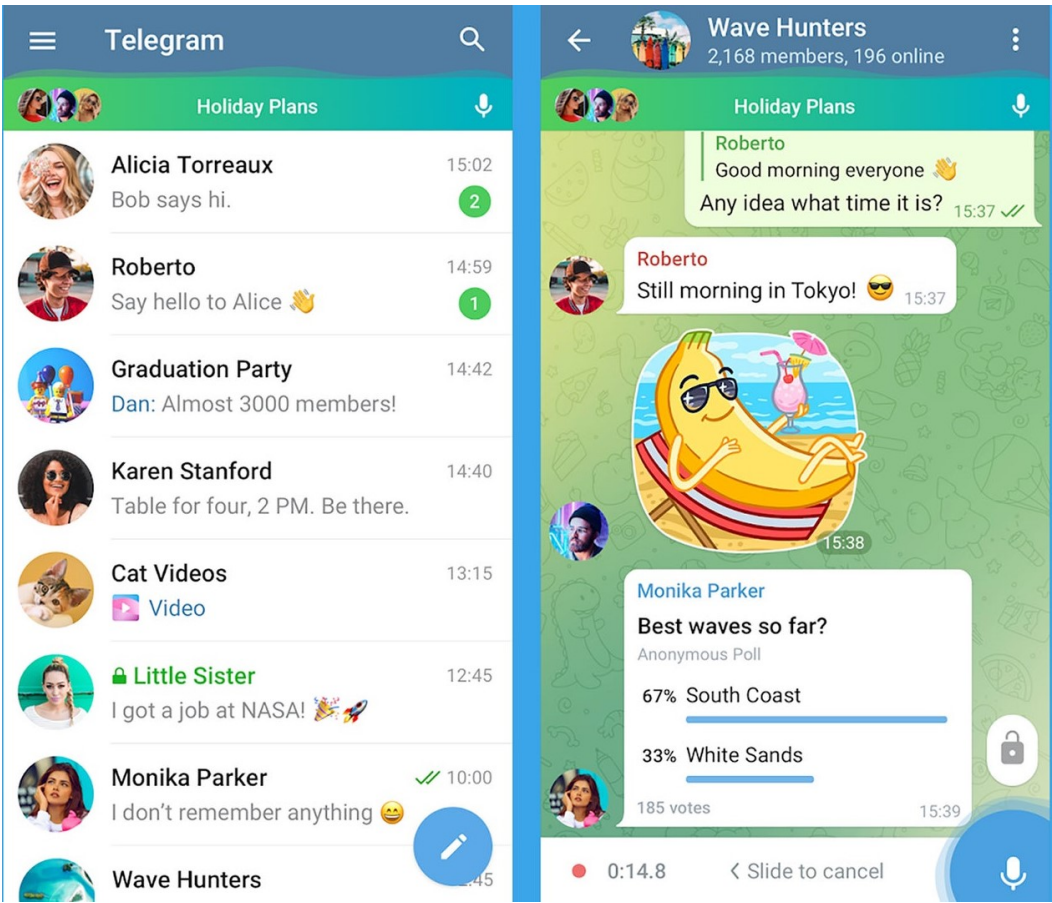 Telegram
Holiday Plans
Alicia Torreaux 15:02
Bob says hi. 2
Roberto 14:59
Say hello to Alice 👋 1
Graduation Party 14:42
Dan: Almost 3000 members!
Karen Stanford 14:40
Table for four, 2 PM. Be there.
Cat Videos 13:15
Video
Little Sister 12:45
I got a job at NASA! 🎉🚀
Monika Parker 10:00
I don't remember anything 😄
Wave Hunters
Wave Hunters
2,168 members, 196 online
Holiday Plans
Roberto
Good morning everyone 👋
Any idea what time it is? 15:37
Roberto
Still morning in Tokyo! 😎 15:37
15:38
Monika Parker
Best waves so far?
Anonymous Poll
67% South Coast
33% White Sands
185 votes 15:39
0:14.8 Slide to cancel